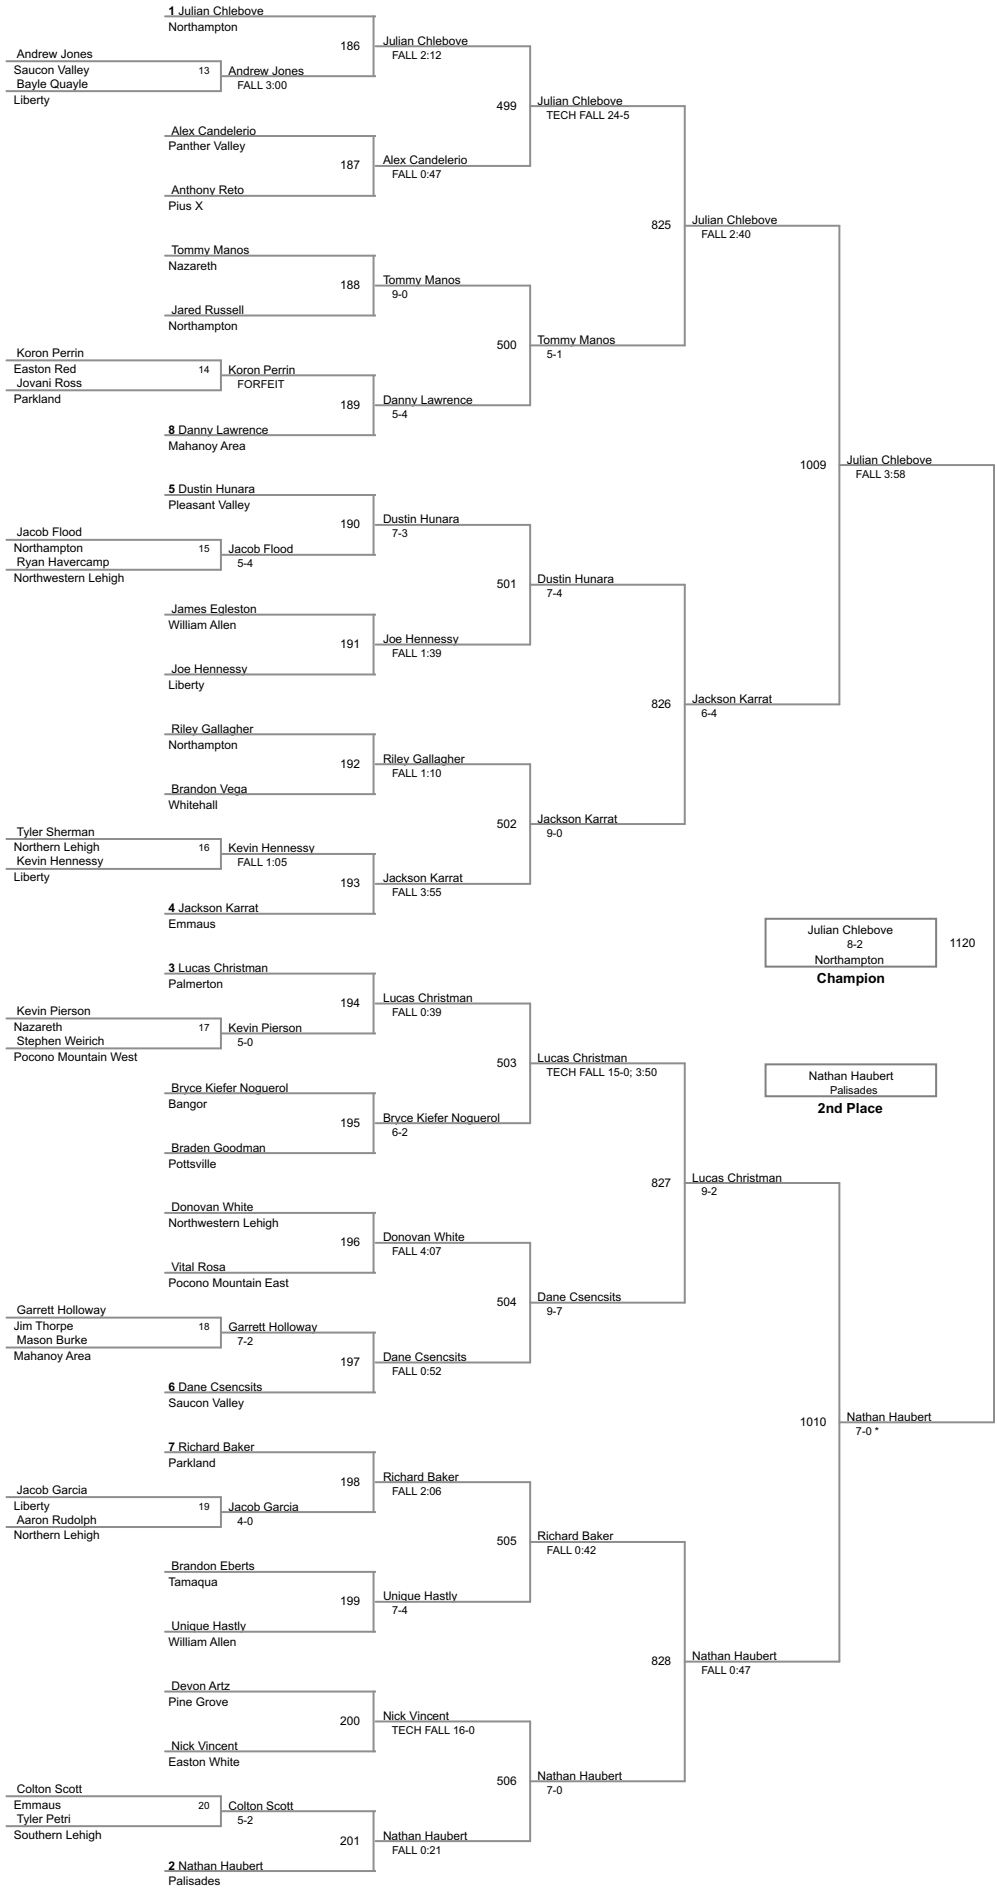 1 Julian Chlebove
Northampton
186
Julian Chlebove
FALL 2:12
Andrew Jones
Saucon Valley
13
Bayle Quayle
Liberty
Andrew Jones
FALL 3:00
499
Julian Chlebove
TECH FALL 24-5
Alex Candelerio
Panther Valley
187
Alex Candelerio
FALL 0:47
Anthony Reto
Pius X
825
Julian Chlebove
FALL 2:40
Tommy Manos
Nazareth
188
Tommy Manos
9-0
Jared Russell
Northampton
500
Tommy Manos
5-1
Koron Perrin
Easton Red
14
Jovani Ross
Parkland
Koron Perrin
FORFEIT
189
Danny Lawrence
5-4
8 Danny Lawrence
Mahanoy Area
1009
Julian Chlebove
FALL 3:58
5 Dustin Hunara
Pleasant Valley
190
Dustin Hunara
7-3
Jacob Flood
Northampton
15
Ryan Havercamp
Northwestern Lehigh
Jacob Flood
5-4
501
Dustin Hunara
7-4
James Egleston
William Allen
191
Joe Hennessy
FALL 1:39
Joe Hennessy
Liberty
826
Jackson Karrat
6-4
Riley Gallagher
Northampton
192
Riley Gallagher
FALL 1:10
Brandon Vega
Whitehall
502
Jackson Karrat
9-0
Tyler Sherman
Northern Lehigh
16
Kevin Hennessy
Liberty
Kevin Hennessy
FALL 1:05
193
Jackson Karrat
FALL 3:55
4 Jackson Karrat
Emmaus
Julian Chlebove
8-2
Northampton
1120
Champion
3 Lucas Christman
Palmerton
194
Lucas Christman
FALL 0:39
Kevin Pierson
Nazareth
17
Stephen Weirich
Pocono Mountain West
Kevin Pierson
5-0
503
Lucas Christman
TECH FALL 15-0; 3:50
Nathan Haubert
Palisades
2nd Place
Bryce Kiefer Noguerol
Bangor
195
Bryce Kiefer Noguerol
6-2
Braden Goodman
Pottsville
827
Lucas Christman
9-2
Donovan White
Northwestern Lehigh
196
Donovan White
FALL 4:07
Vital Rosa
Pocono Mountain East
504
Dane Csencsits
9-7
Garrett Holloway
Jim Thorpe
18
Mason Burke
Mahanoy Area
Garrett Holloway
7-2
197
Dane Csencsits
FALL 0:52
6 Dane Csencsits
Saucon Valley
1010
Nathan Haubert
7-0 *
7 Richard Baker
Parkland
198
Richard Baker
FALL 2:06
Jacob Garcia
Liberty
19
Aaron Rudolph
Northern Lehigh
Jacob Garcia
4-0
505
Richard Baker
FALL 0:42
Brandon Eberts
Tamaqua
199
Unique Hastly
7-4
Unique Hastly
William Allen
828
Nathan Haubert
FALL 0:47
Devon Artz
Pine Grove
200
Nick Vincent
TECH FALL 16-0
Nick Vincent
Easton White
506
Nathan Haubert
7-0
Colton Scott
Emmaus
20
Tyler Petri
Southern Lehigh
Colton Scott
5-2
201
Nathan Haubert
FALL 0:21
2 Nathan Haubert
Palisades